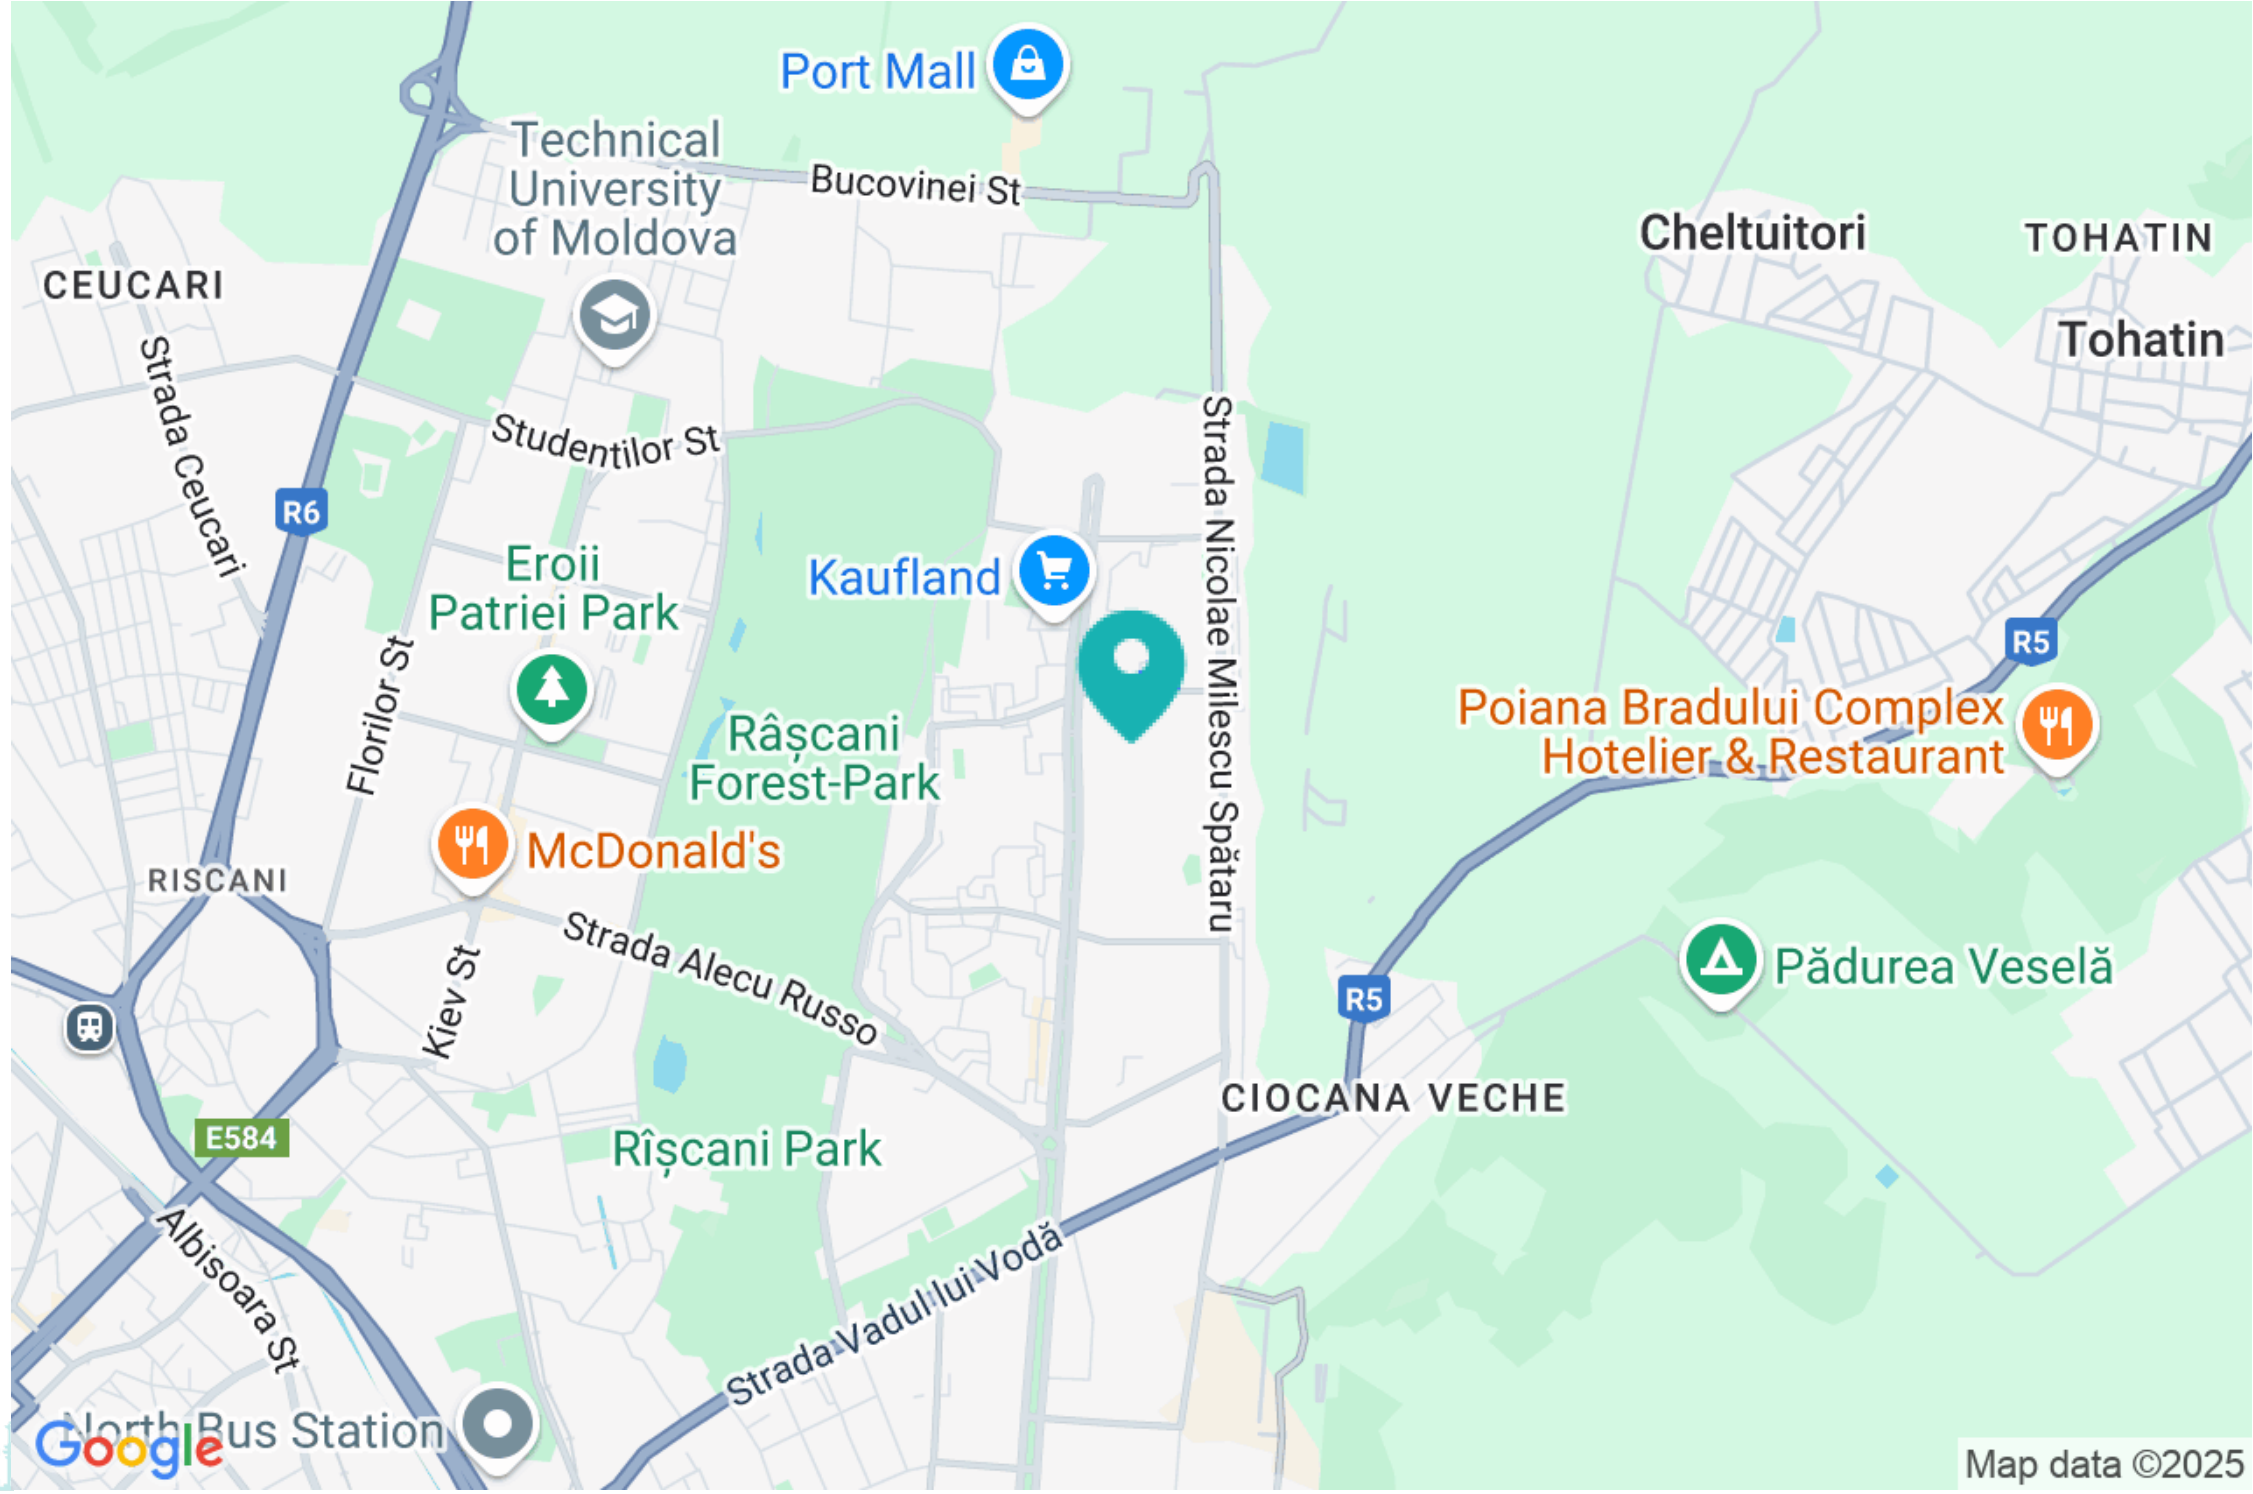 Port Mall
Technical
University
of Moldova
Bucovinei St
Cheltuitori
TOHATIN
CEUCARI
Tohatin
Strada Ceucari
Studentilor St
Strada Nicolae Milescu Spătaru
R6
Eroii
Patriei Park
Kaufland
R5
Florilor St
Râșcani
Forest-Park
Poiana Bradului Complex
Hotelier & Restaurant
McDonald's
RISCANI
Strada Alecu Russo
Kiev St
Pădurea Veselă
R5
CIOCANA VECHE
E584
Rîșcani Park
Albisoara St
Strada Vadul lui Vodă
North Bus Station
Google
Map data ©2025